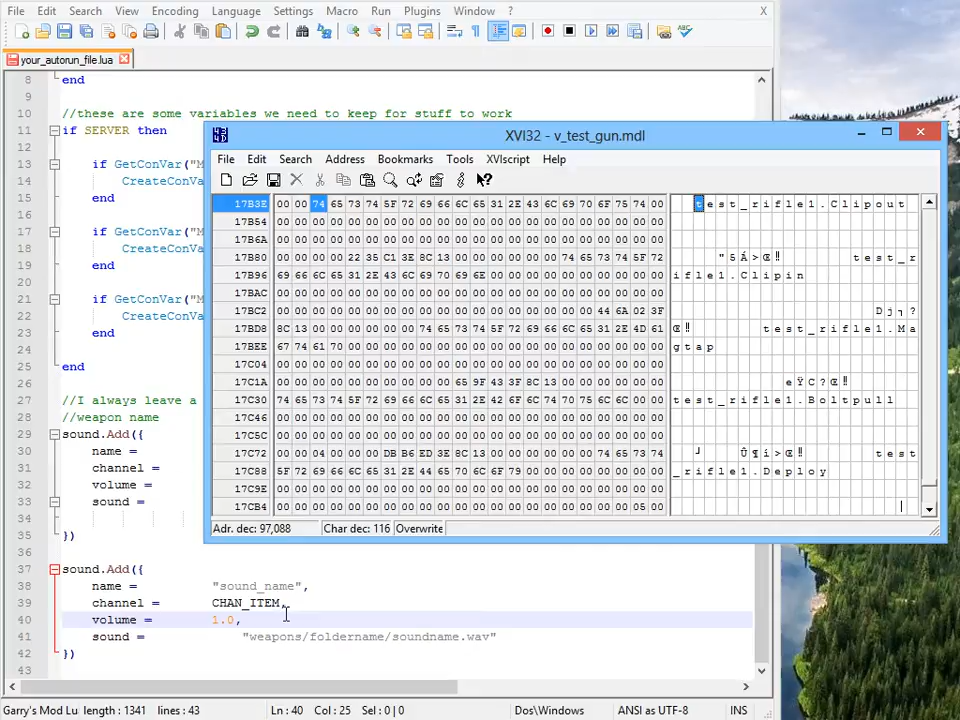 File Edit Search View Encoding Language Settings Macro Run Plugins Window ? X
your_autorun_file.lua
8 end
9
10 //these are some variables we need to keep for stuff to work
11 if SERVER then
12
13 if GetConVar("M
14 CreateConV
15 end
16
17 if GetConVar("M
18 CreateConV
19 end
20
21 if GetConVar("M
22 CreateConV
23 end
24
25 end
26
27 //I always leave a
28 //weapon name
29 sound.Add({
30 name =
31 channel =
32 volume =
33 sound =
34
35 })
36
37 sound.Add({
38 name = "sound_name",
39 channel = CHAN_ITEM,
40 volume = 1.0,
41 sound = "weapons/foldername/soundname.wav"
42 })
43
Garry's Mod Lu length : 1341 lines : 43 Ln : 40 Col : 25 Sel : 0 | 0 Dos\Windows ANSI as UTF-8 INS
XVI32 - v_test_gun.mdl
File Edit Search Address Bookmarks Tools XVIscript Help
17B3E 00 00 74 65 73 74 5F 72 69 66 6C 65 31 2E 43 6C 69 70 6F 75 74 00 test_rifle1.Clipout
17B54 00 00 00 00 00 00 00 00 00 00 00 00 00 00 00 00 00 00 00 00 00 00
17B6A 00 00 00 00 00 00 00 00 00 00 00 00 00 00 00 00 00 00 00 00 00 00
17B80 00 00 00 00 22 35 C1 3E 8C 13 00 00 00 00 00 00 74 65 73 74 5F 72 "5Á>Œ‼ test_r
17B96 69 66 6C 65 31 2E 43 6C 69 70 69 6E 00 00 00 00 00 00 00 00 00 00 ifle1.Clipin
17BAC 00 00 00 00 00 00 00 00 00 00 00 00 00 00 00 00 00 00 00 00 00 00
17BC2 00 00 00 00 00 00 00 00 00 00 00 00 00 00 00 00 00 00 44 6A 02 3F Dj┐?
17BD8 8C 13 00 00 00 00 00 00 74 65 73 74 5F 72 69 66 6C 65 31 2E 4D 61 Œ‼ test_rifle1.Ma
17BEE 67 74 61 70 00 00 00 00 00 00 00 00 00 00 00 00 00 00 00 00 00 00 gtap
17C04 00 00 00 00 00 00 00 00 00 00 00 00 00 00 00 00 00 00 00 00 00 00
17C1A 00 00 00 00 00 00 00 00 00 00 65 9F 43 3F 8C 13 00 00 00 00 00 00 eŸC?Œ‼
17C30 74 65 73 74 5F 72 69 66 6C 65 31 2E 42 6F 6C 74 70 75 6C 6C 00 00 test_rifle1.Boltpull
17C46 00 00 00 00 00 00 00 00 00 00 00 00 00 00 00 00 00 00 00 00 00 00
17C5C 00 00 00 00 00 00 00 00 00 00 00 00 00 00 00 00 00 00 00 00 00 00
17C72 00 00 04 00 00 00 DB B6 ED 3E 8C 13 00 00 00 00 00 00 74 65 73 74 ┘ Û¶í>Œ‼ test
17C88 5F 72 69 66 6C 65 31 2E 44 65 70 6C 6F 79 00 00 00 00 00 00 00 00 _rifle1.Deploy
17C9E 00 00 00 00 00 00 00 00 00 00 00 00 00 00 00 00 00 00 00 00 00 00
17CB4 00 00 00 00 00 00 00 00 00 00 00 00 00 00 00 00 00 00 00 00 05 00 |
Adr. dec: 97,088 Char dec: 116 Overwrite